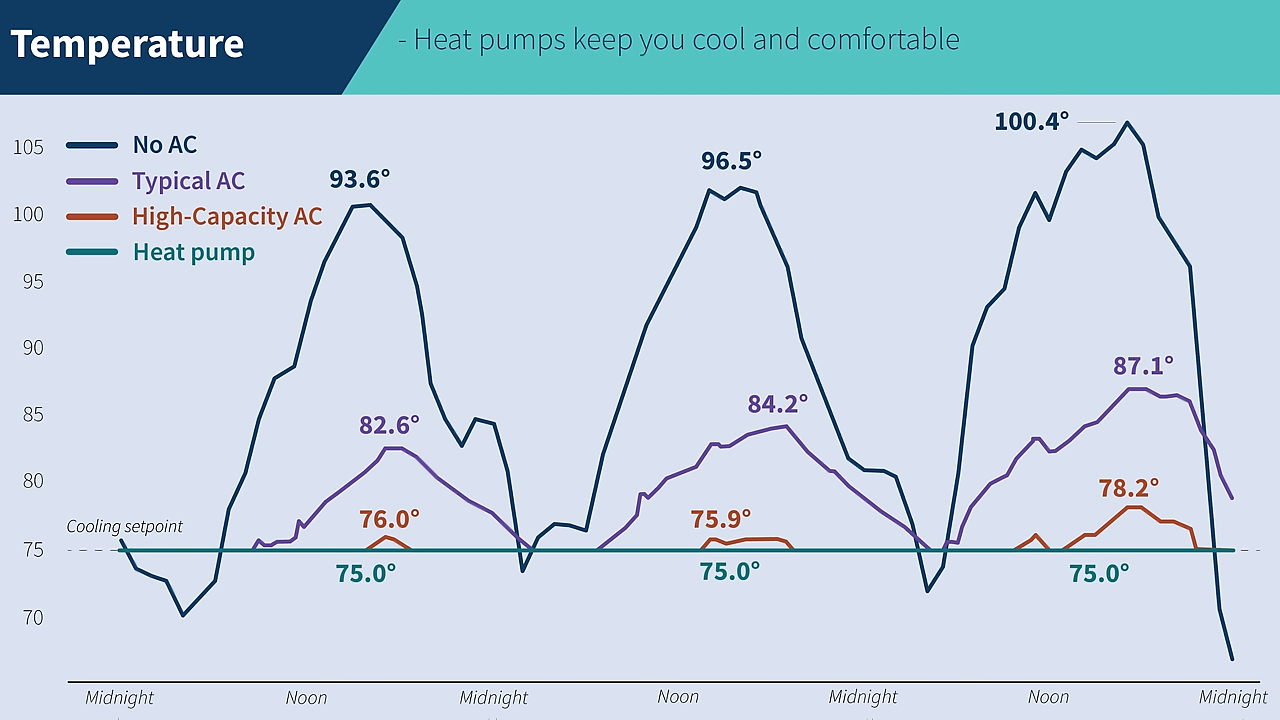 Temperature
- Heat pumps keep you cool and comfortable
100.4°
105
No AC
96.5°
Typical AC
93.6°
100
High-Capacity AC
Heat pump
95
90
87.1°
85
82.6°
84.2°
80
78.2°
76.0°
75.9°
Cooling setpoint
75
75.0°
75.0°
75.0°
70
Midnight
Noon
Midnight
Noon
Midnight
Noon
Midnight